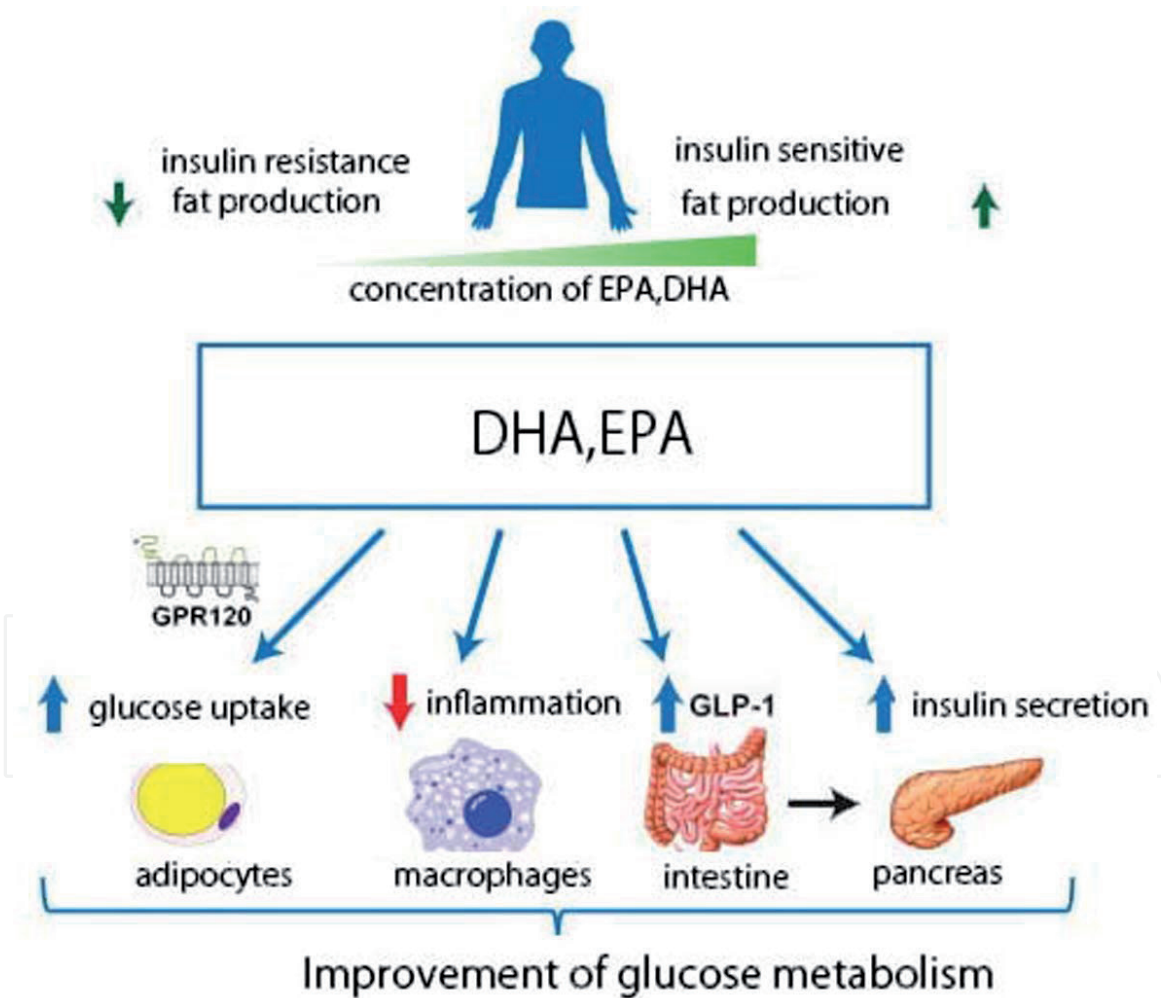 insulin resistance
fat production
insulin sensitive
fat production
concentration of EPA,DHA
DHA,EPA
GPR120
glucose uptake
inflammation
GLP-1
insulin secretion
adipocytes
macrophages
intestine
pancreas
Improvement of glucose metabolism